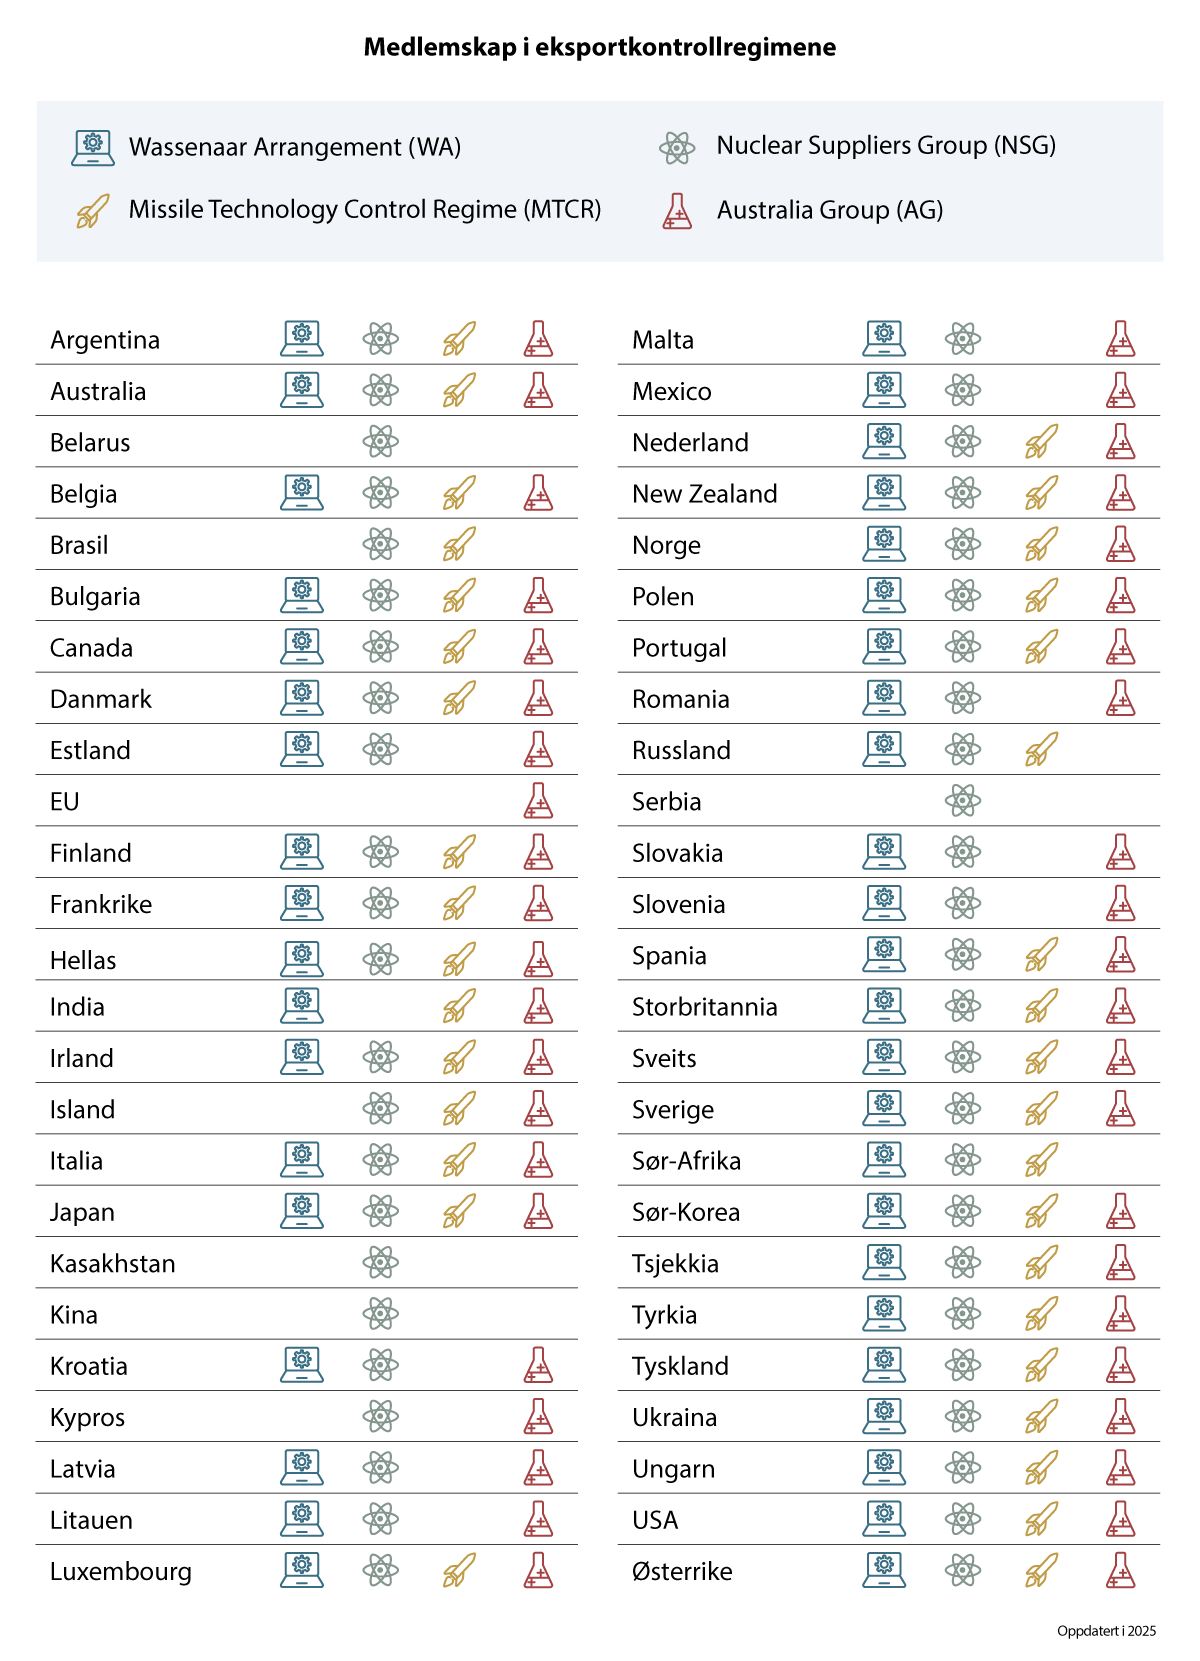 Medlemskap i eksportkontrollregimene
Wassenaar Arrangement (WA)
Nuclear Suppliers Group (NSG)
Missile Technology Control Regime (MTCR)
Australia Group (AG)
Argentina
Australia
Belarus
Belgia
Brasil
Bulgaria
Canada
Danmark
Estland
EU
Finland
Frankrike
Hellas
India
Irland
Island
Italia
Japan
Kasakhstan
Kina
Kroatia
Kypros
Latvia
Litauen
Luxembourg
Malta
Mexico
Nederland
New Zealand
Norge
Polen
Portugal
Romania
Russland
Serbia
Slovakia
Slovenia
Spania
Storbritannia
Sveits
Sverige
Sør-Afrika
Sør-Korea
Tsjekkia
Tyrkia
Tyskland
Ukraina
Ungarn
USA
Østerrike
Oppdatert i 2025